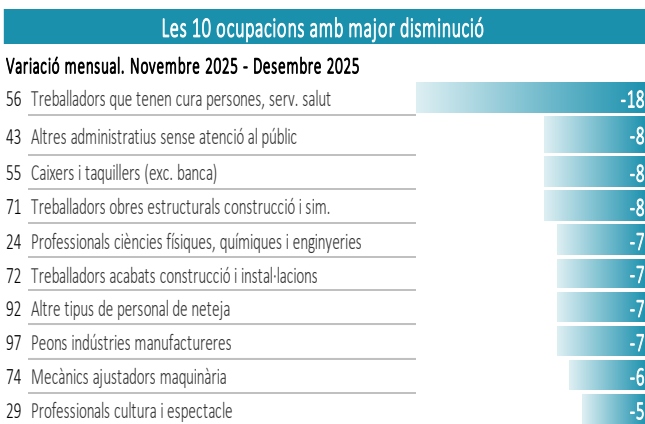 Les 10 ocupacions amb major disminució
Variació mensual. Novembre 2025 - Desembre 2025
56 Treballadors que tenen cura persones, serv. salut -18
43 Altres administratius sense atenció al públic -8
55 Caixers i taquillers (exc. banca) -8
71 Treballadors obres estructurals construcció i sim. -8
24 Professionals ciències físiques, químiques i enginyeries -7
72 Treballadors acabats construcció i instal·lacions -7
92 Altre tipus de personal de neteja -7
97 Peons indústries manufactureres -7
74 Mecànics ajustadors maquinària -6
29 Professionals cultura i espectacle -5